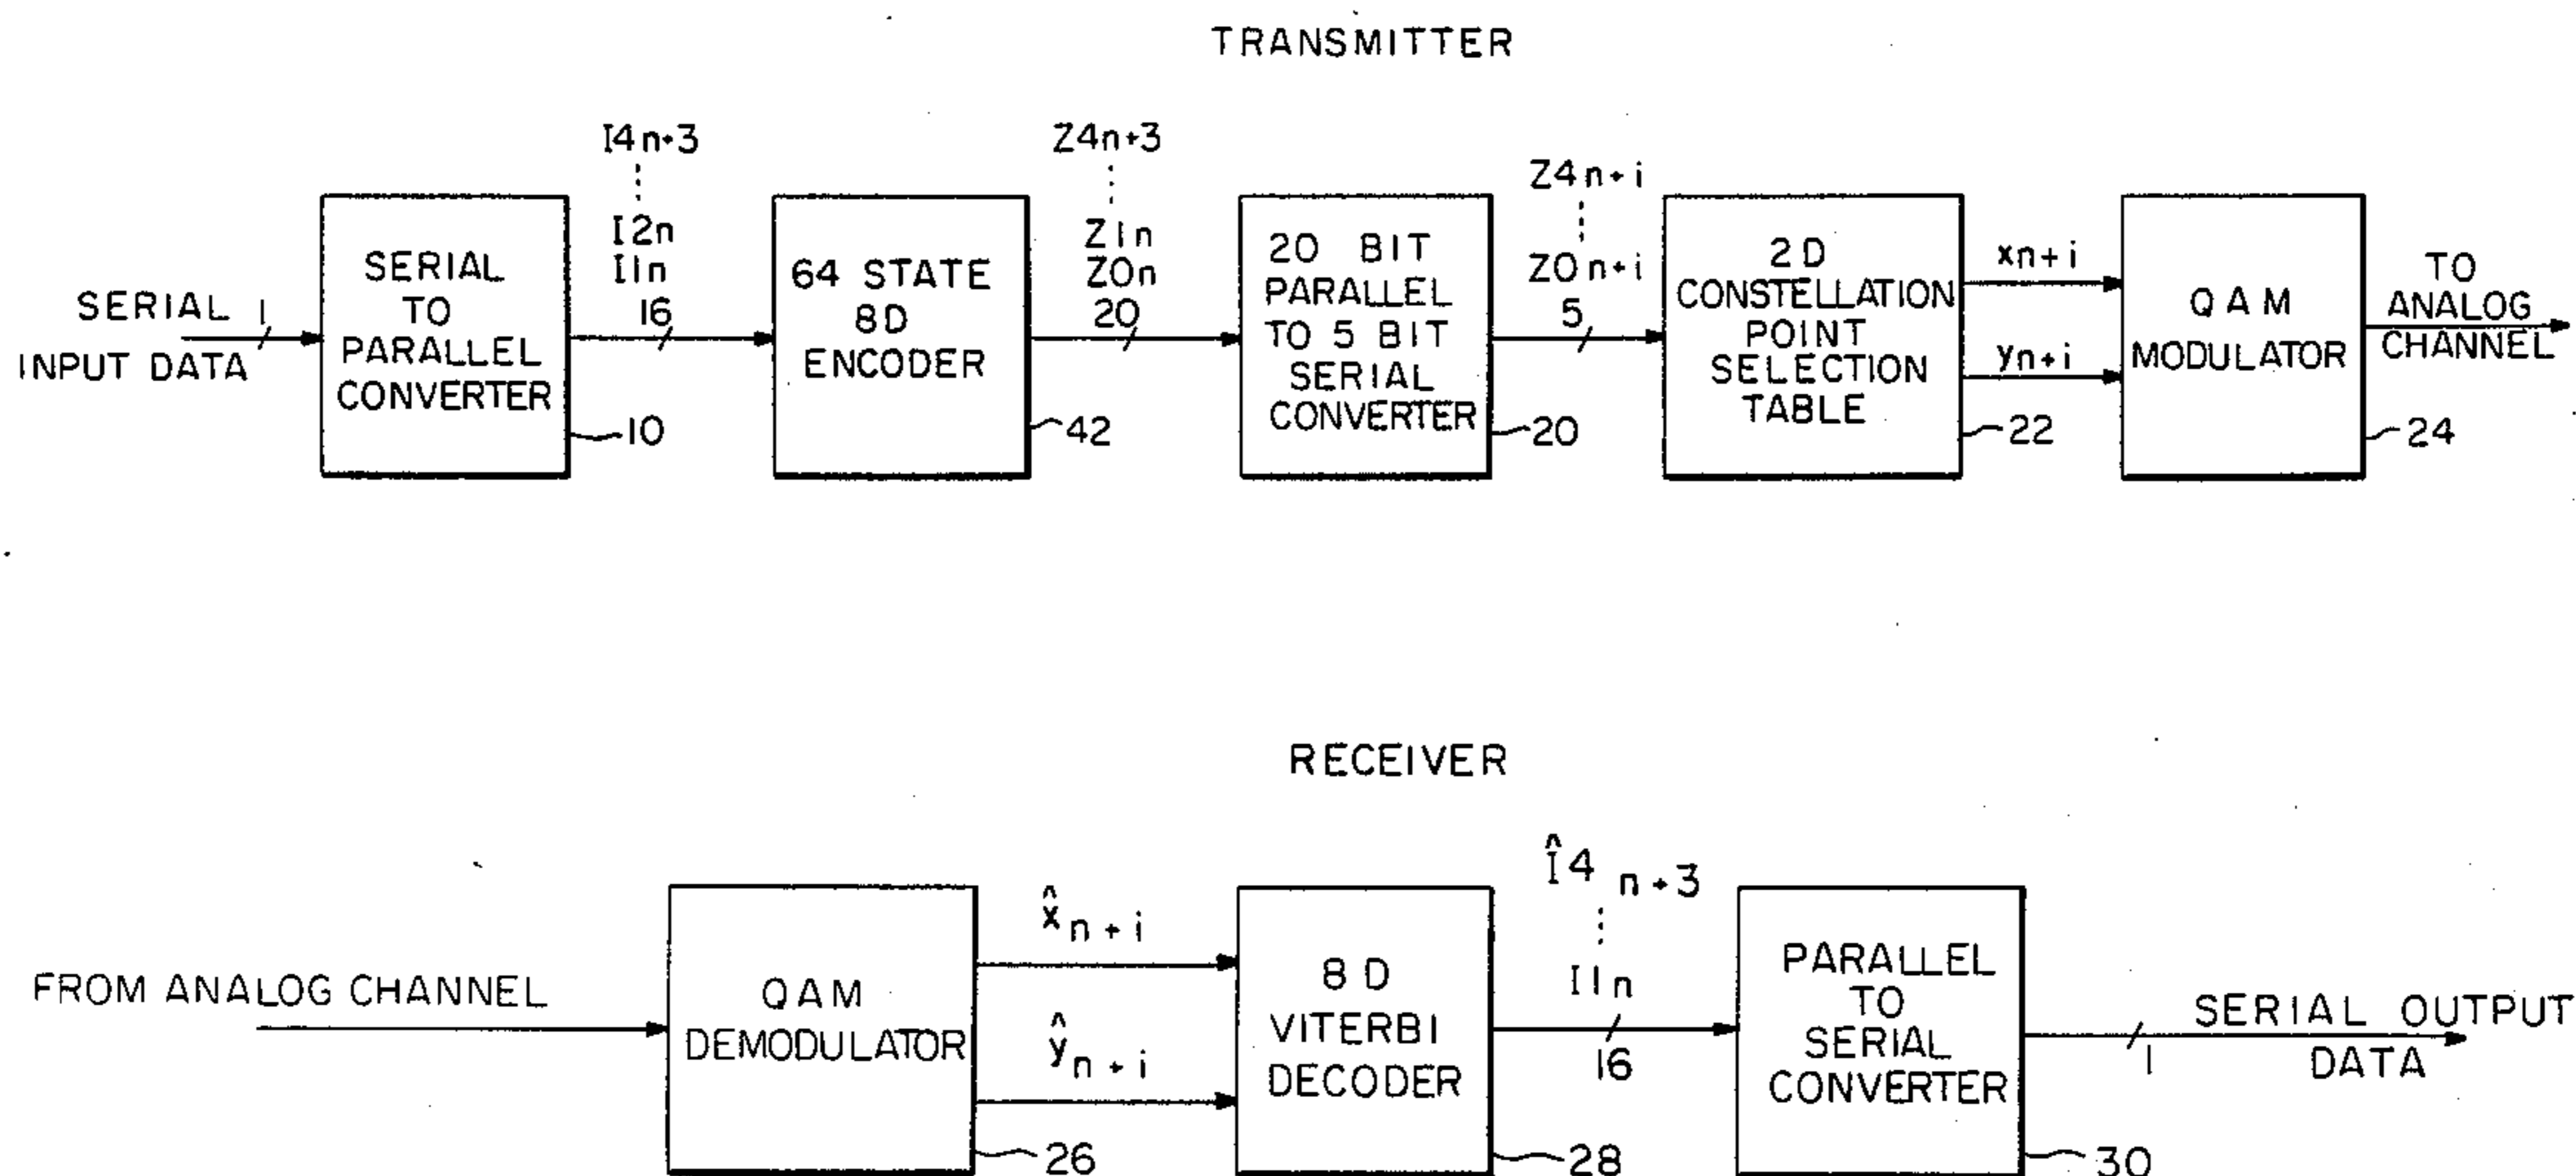 TRANSMITTER
SERIAL 1
INPUT DATA
SERIAL
TO
PARALLEL
CONVERTER
10
I4n+3
I2n
I1n
16
64 STATE
8D
ENCODER
42
Z4n+3
Z1n
Z0n
20
20 BIT
PARALLEL
TO 5 BIT
SERIAL
CONVERTER
20
Z4n+i
Z0n+i
5
2D
CONSTELLATION
POINT
SELECTION
TABLE
22
xn+i
yn+i
QAM
MODULATOR
24
TO
ANALOG
CHANNEL
RECEIVER
FROM ANALOG CHANNEL
QAM
DEMODULATOR
26
x̂n+i
ŷn+i
8D
VITERBI
DECODER
28
Î4 n+3
I1n
16
PARALLEL
TO
SERIAL
CONVERTER
30
SERIAL OUTPUT
1 DATA